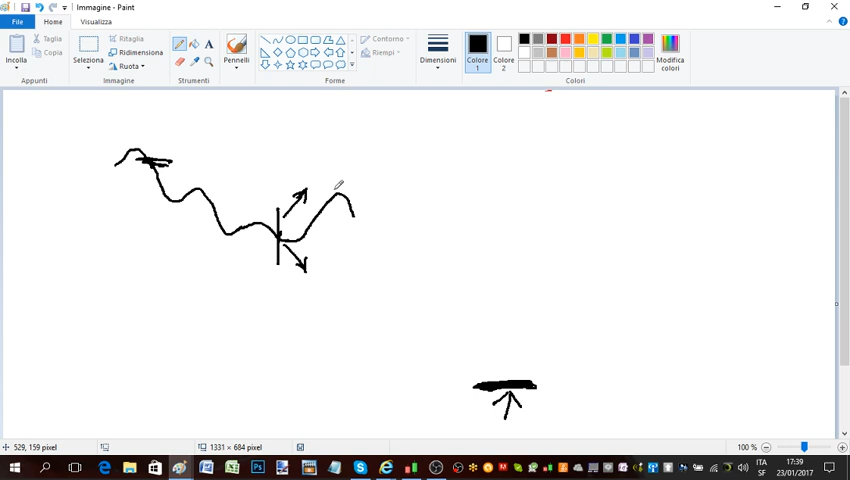 Immagine - Paint
File Home Visualizza
Incolla
Taglia
Copia
Appunti
Seleziona
Ritaglia
Ridimensiona
Ruota
Immagine
A
Strumenti
Pennelli
Contorno
Riempi
Forme
Dimensioni
Colore
1
Colore
2
Modifica
colori
Colori
529, 159 pixel
1331 × 684 pixel
100 %
ITA
SF
17:39
23/01/2017